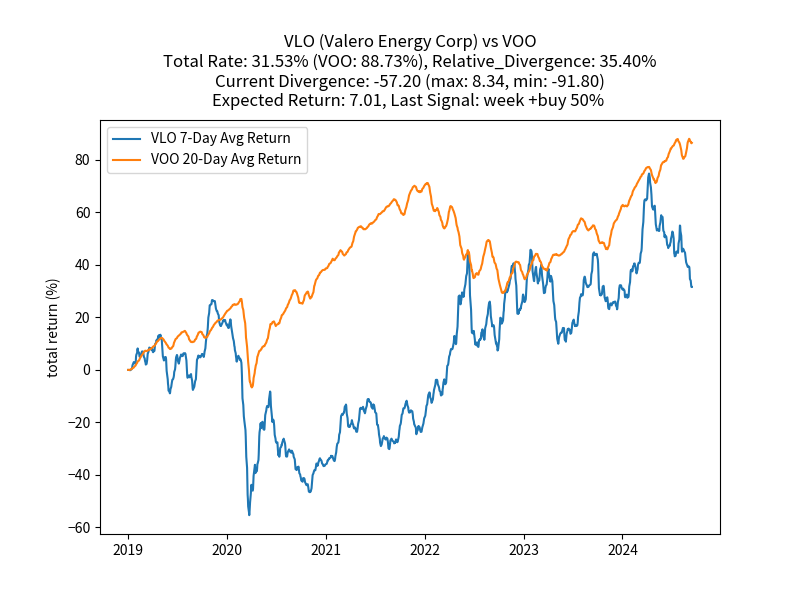 VLO (Valero Energy Corp) vs VOO
Total Rate: 31.53% (VOO: 88.73%), Relative_Divergence: 35.40%
Current Divergence: -57.20 (max: 8.34, min: -91.80)
Expected Return: 7.01, Last Signal: week +buy 50%
VLO 7-Day Avg Return
VOO 20-Day Avg Return
total return (%)
80
60
40
20
0
−20
−40
−60
2019 2020 2021 2022 2023 2024